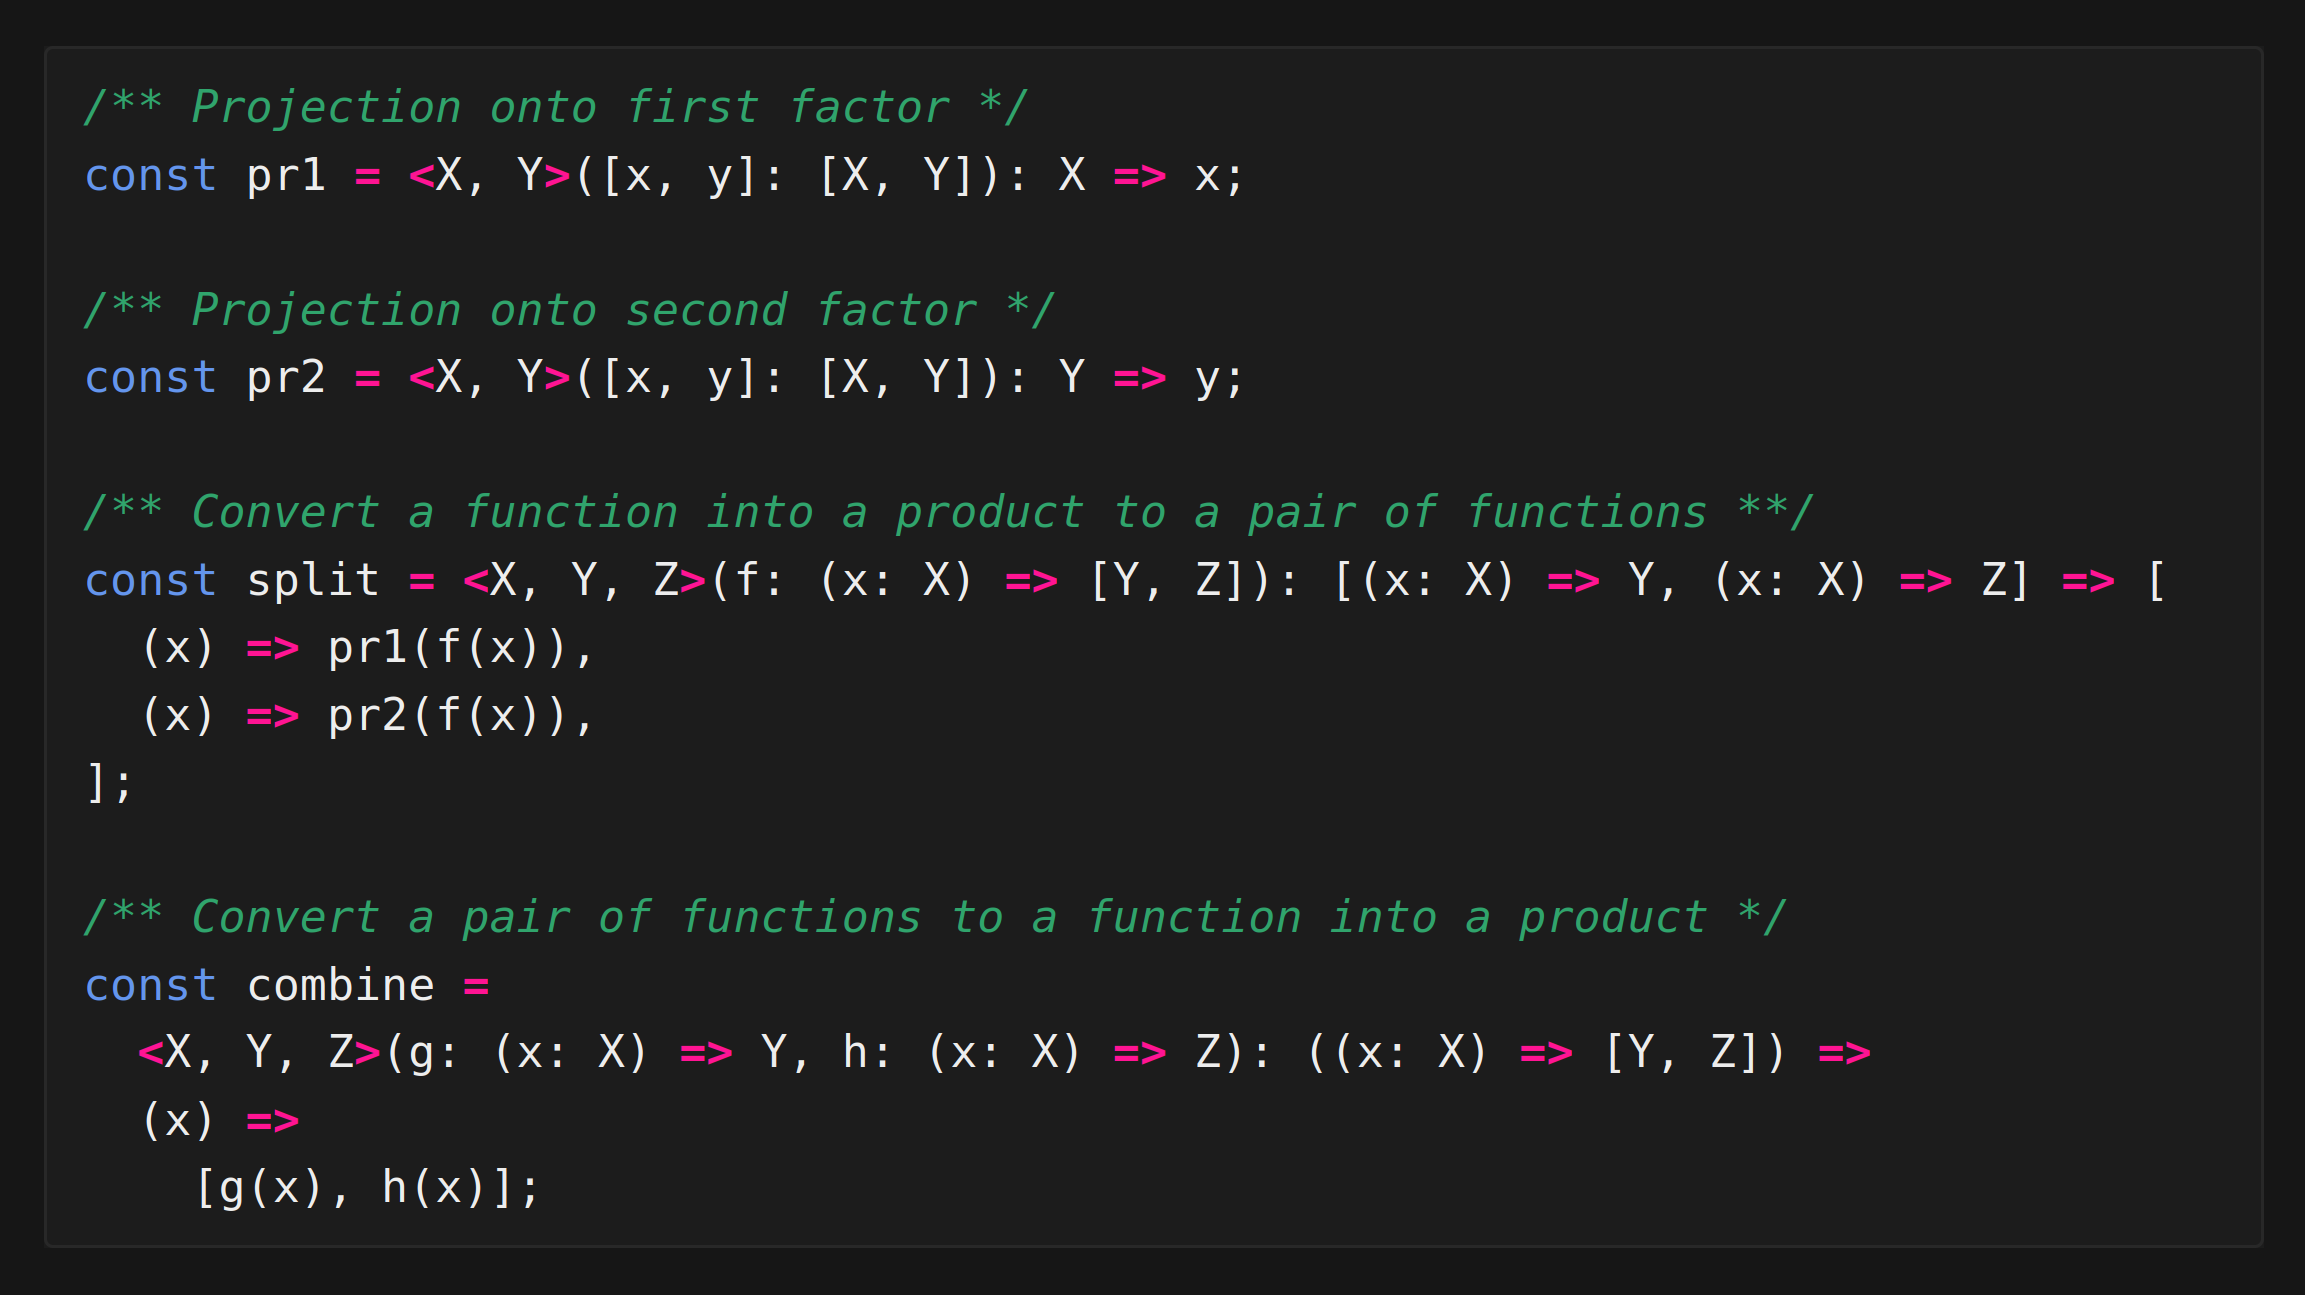 /** Projection onto first factor */
const pr1 = <X, Y>([x, y]: [X, Y]): X => x;

/** Projection onto second factor */
const pr2 = <X, Y>([x, y]: [X, Y]): Y => y;

/** Convert a function into a product to a pair of functions **/
const split = <X, Y, Z>(f: (x: X) => [Y, Z]): [(x: X) => Y, (x: X) => Z] => [
  (x) => pr1(f(x)),
  (x) => pr2(f(x)),
];

/** Convert a pair of functions to a function into a product */
const combine =
  <X, Y, Z>(g: (x: X) => Y, h: (x: X) => Z): ((x: X) => [Y, Z]) =>
  (x) =>
    [g(x), h(x)];